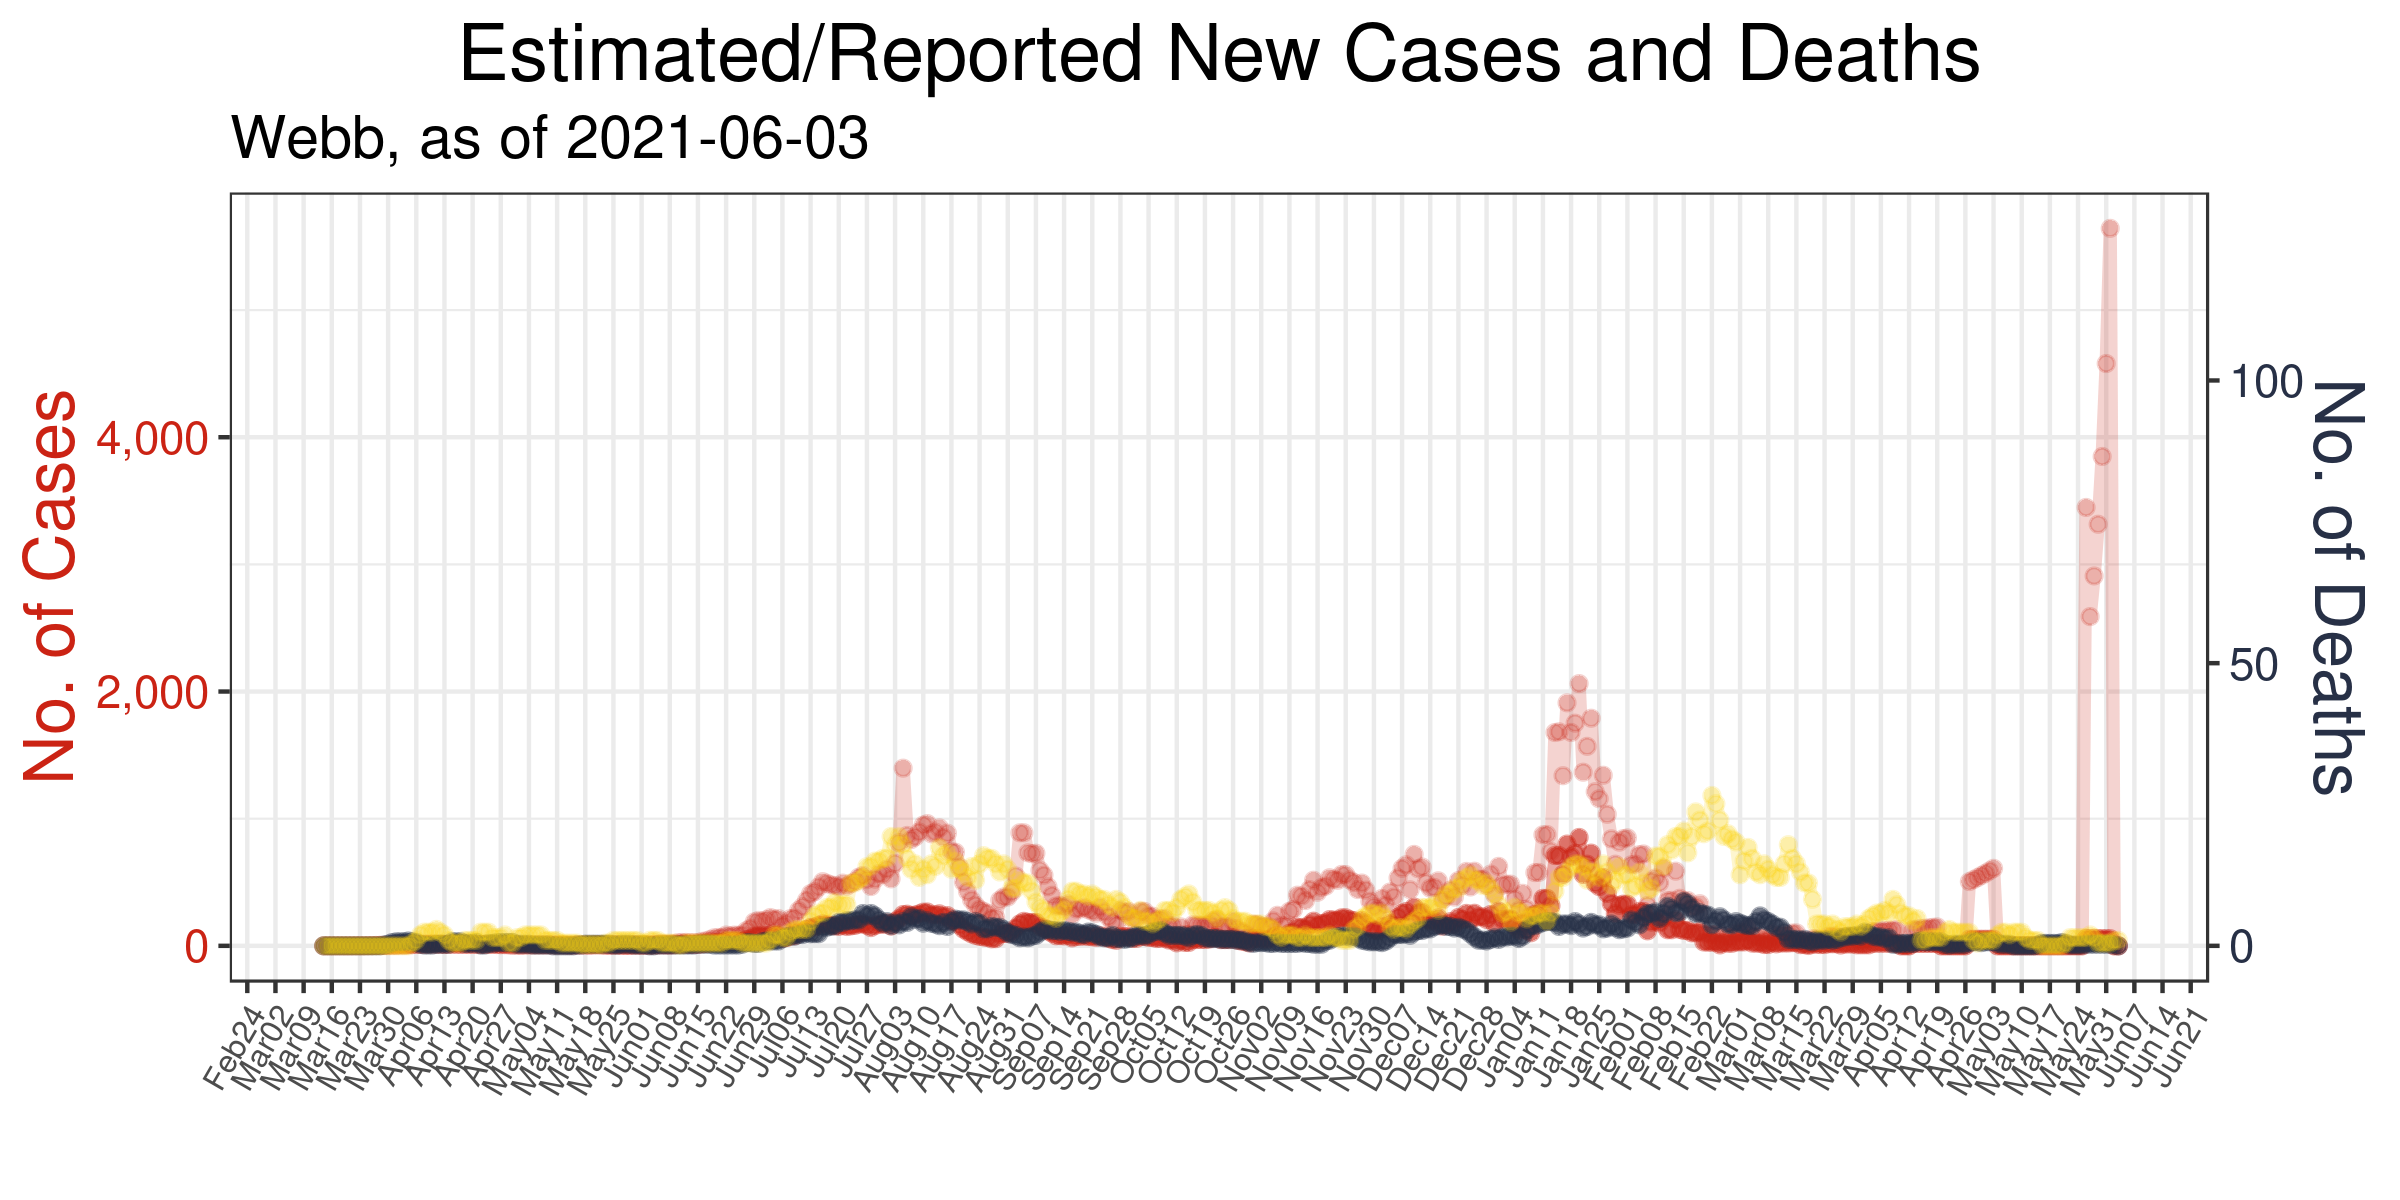 Estimated/Reported New Cases and Deaths
Webb, as of 2021-06-03
No. of Cases
4,000
2,000
0
100
50
0
No. of Deaths
Feb24
Mar02
Mar09
Mar16
Mar23
Mar30
Apr06
Apr13
Apr20
Apr27
May04
May11
May18
May25
Jun01
Jun08
Jun15
Jun22
Jun29
Jul06
Jul13
Jul20
Jul27
Aug03
Aug10
Aug17
Aug24
Aug31
Sep07
Sep14
Sep21
Sep28
Oct05
Oct12
Oct19
Oct26
Nov02
Nov09
Nov16
Nov23
Nov30
Dec07
Dec14
Dec21
Dec28
Jan04
Jan11
Jan18
Jan25
Feb01
Feb08
Feb15
Feb22
Mar01
Mar08
Mar15
Mar22
Mar29
Apr05
Apr12
Apr19
Apr26
May03
May10
May17
May24
May31
Jun07
Jun14
Jun21